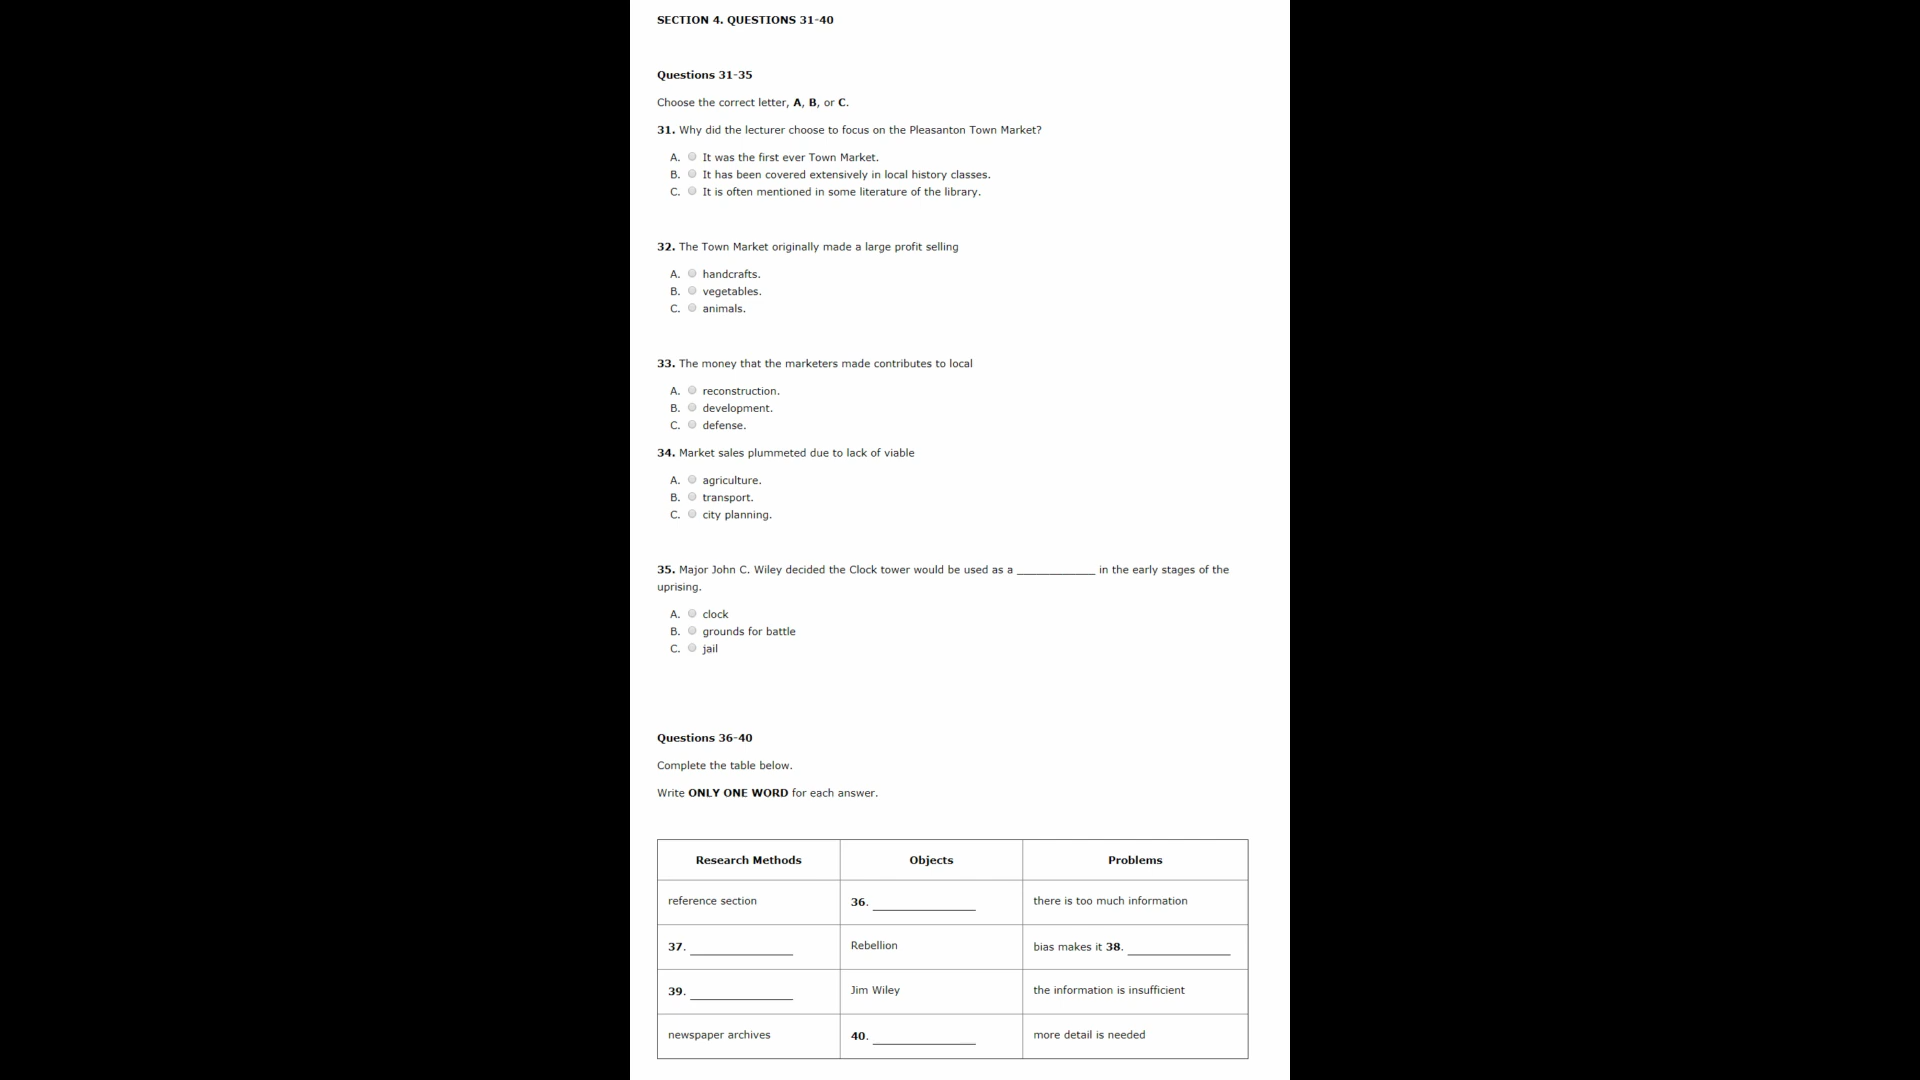 SECTION 4. QUESTIONS 31-40
Questions 31-35
Choose the correct letter, A, B, or C.
31. Why did the lecturer choose to focus on the Pleasanton Town Market?
A. It was the first ever Town Market.
B. It has been covered extensively in local history classes.
C. It is often mentioned in some literature of the library.
32. The Town Market originally made a large profit selling
A. handcrafts.
B. vegetables.
C. animals.
33. The money that the marketers made contributes to local
A. reconstruction.
B. development.
C. defense.
34. Market sales plummeted due to lack of viable
A. agriculture.
B. transport.
C. city planning.
35. Major John C. Wiley decided the Clock tower would be used as a ____________ in the early stages of the
uprising.
A. clock
B. grounds for battle
C. jail
Questions 36-40
Complete the table below.
Write ONLY ONE WORD for each answer.
Research Methods Objects Problems
reference section 36. ________________ there is too much information
37. ________________ Rebellion bias makes it 38. ________________
39. ________________ Jim Wiley the information is insufficient
newspaper archives 40. ________________ more detail is needed